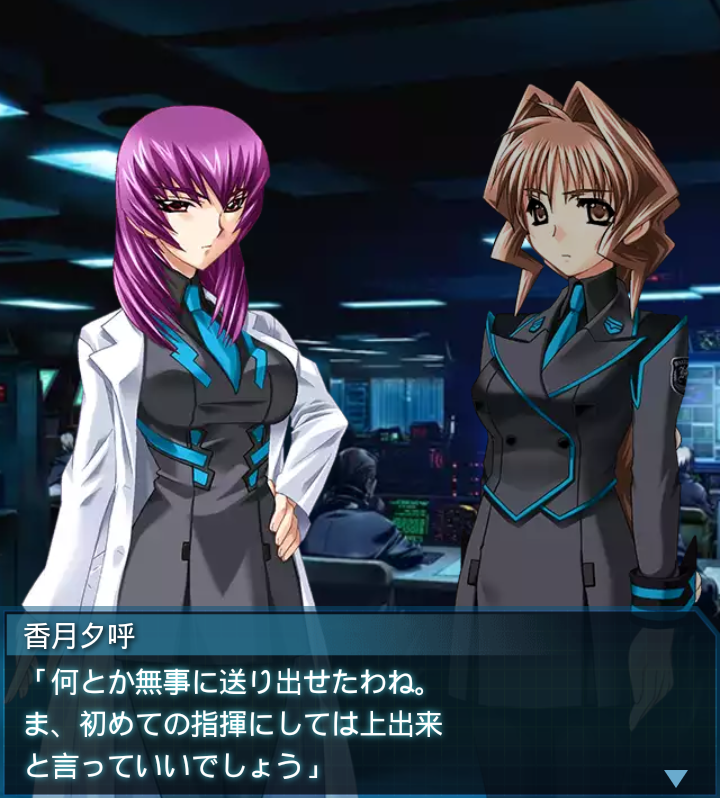 香月夕呼
「何とか無事に送り出せたわね。
ま、初めての指揮にしては上出来
と言っていいでしょう」